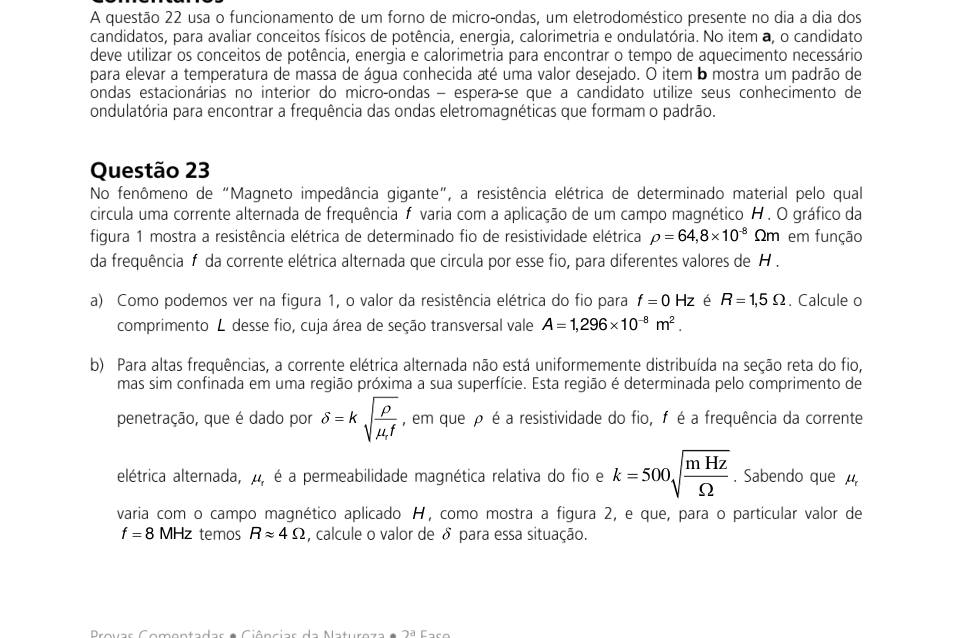 Comentários
A questão 22 usa o funcionamento de um forno de micro-ondas, um eletrodoméstico presente no dia a dia dos
candidatos, para avaliar conceitos físicos de potência, energia, calorimetria e ondulatória. No item a, o candidato
deve utilizar os conceitos de potência, energia e calorimetria para encontrar o tempo de aquecimento necessário
para elevar a temperatura de massa de água conhecida até uma valor desejado. O item b mostra um padrão de
ondas estacionárias no interior do micro-ondas – espera-se que a candidato utilize seus conhecimento de
ondulatória para encontrar a frequência das ondas eletromagnéticas que formam o padrão.
Questão 23
No fenômeno de “Magneto impedância gigante”, a resistência elétrica de determinado material pelo qual
circula uma corrente alternada de frequência f varia com a aplicação de um campo magnético H . O gráfico da
figura 1 mostra a resistência elétrica de determinado fio de resistividade elétrica ρ = 64,8×10⁻⁸ Ωm em função
da frequência f da corrente elétrica alternada que circula por esse fio, para diferentes valores de H .
a) Como podemos ver na figura 1, o valor da resistência elétrica do fio para f = 0 Hz é R = 1,5 Ω. Calcule o
comprimento L desse fio, cuja área de seção transversal vale A = 1,296×10⁻⁸ m².
b) Para altas frequências, a corrente elétrica alternada não está uniformemente distribuída na seção reta do fio,
mas sim confinada em uma região próxima a sua superfície. Esta região é determinada pelo comprimento de
penetração, que é dado por δ = k √(ρ/(μᵣf)), em que ρ é a resistividade do fio, f é a frequência da corrente
elétrica alternada, μᵣ é a permeabilidade magnética relativa do fio e k = 500√(m Hz/Ω). Sabendo que μᵣ
varia com o campo magnético aplicado H, como mostra a figura 2, e que, para o particular valor de
f = 8 MHz temos R ≈ 4 Ω, calcule o valor de δ para essa situação.
Provas Comentadas • Ciências da Natureza • 2ª Fase